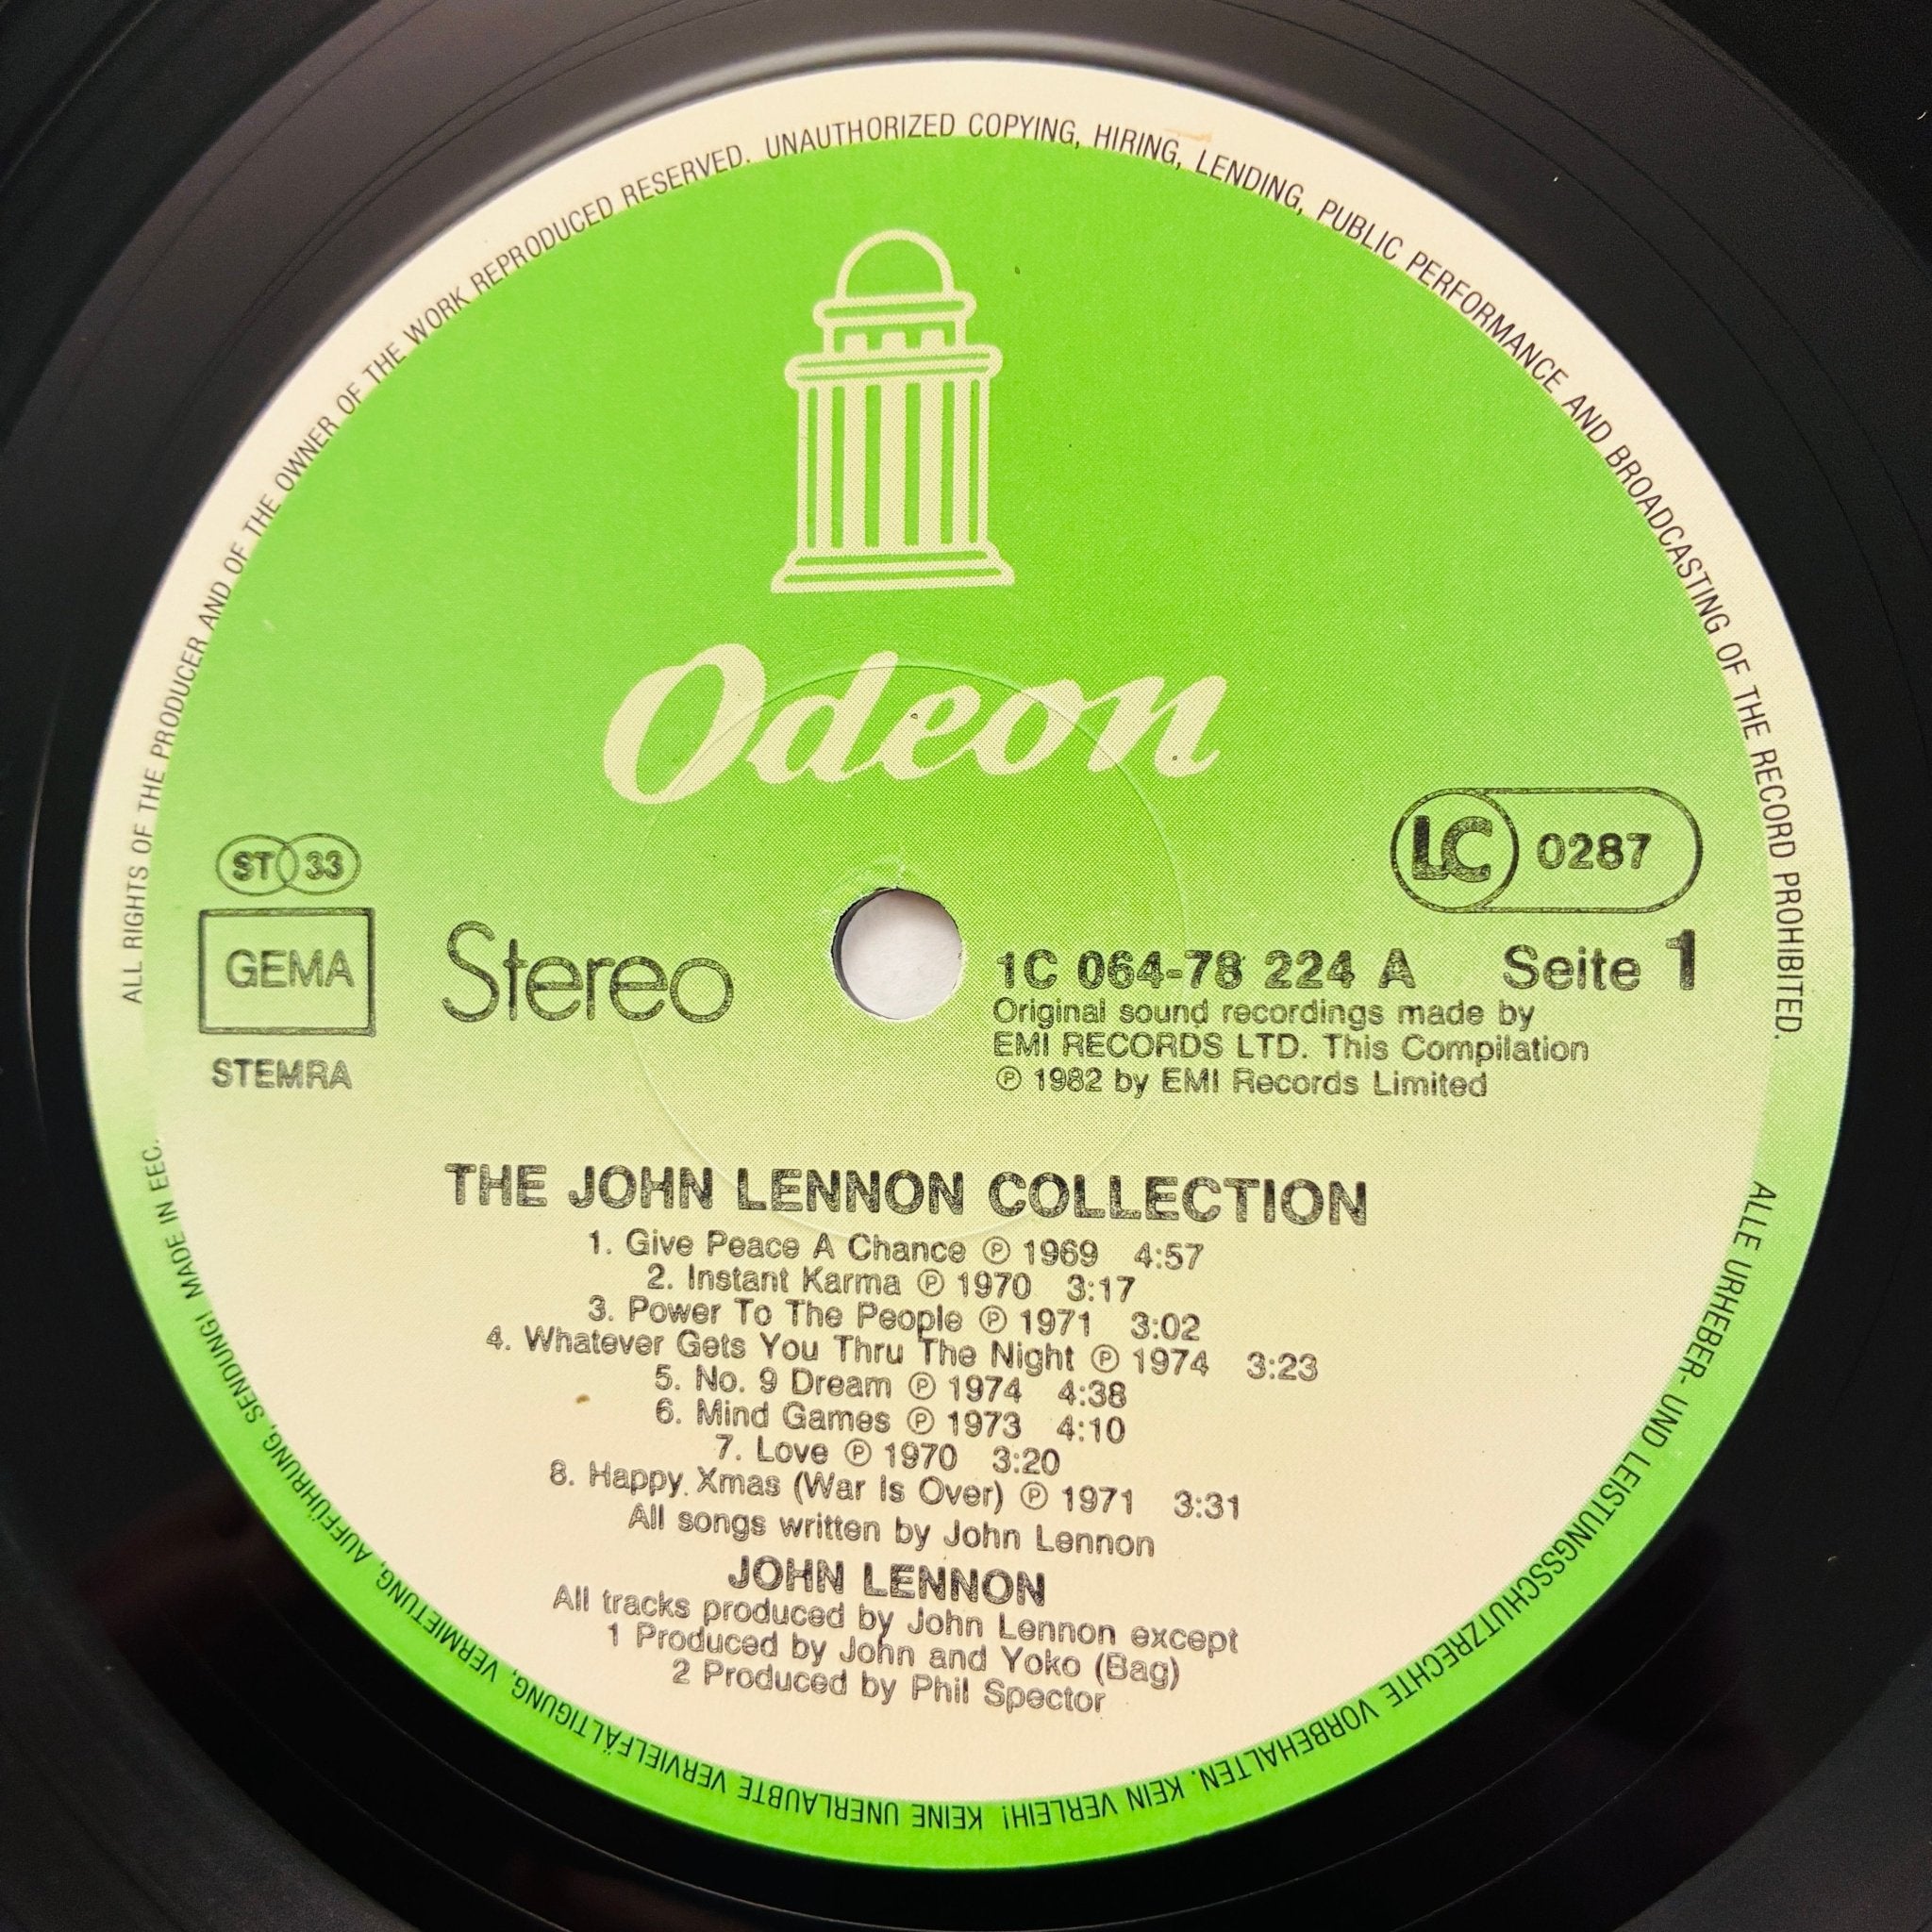 ALL RIGHTS OF THE PRODUCER AND OF THE OWNER OF THE WORK REPRODUCED RESERVED. UNAUTHORIZED COPYING, HIRING, LENDING, PUBLIC PERFORMANCE AND BROADCASTING OF THE RECORD PROHIBITED.
Odeon
LC 0287
ST 33
GEMA
STEMRA
Stereo
1C 064-78 224 A Seite 1
Original sound recordings made by
EMI RECORDS LTD. This Compilation
℗ 1982 by EMI Records Limited
THE JOHN LENNON COLLECTION
1. Give Peace A Chance ℗ 1969 4:57
2. Instant Karma ℗ 1970 3:17
3. Power To The People ℗ 1971 3:02
4. Whatever Gets You Thru The Night ℗ 1974 3:23
5. No. 9 Dream ℗ 1974 4:38
6. Mind Games ℗ 1973 4:10
7. Love ℗ 1970 3:20
8. Happy Xmas (War Is Over) ℗ 1971 3:31
All songs written by John Lennon
JOHN LENNON
All tracks produced by John Lennon except
1 Produced by John and Yoko (Bag)
2 Produced by Phil Spector
ALLE URHEBER- UND LEISTUNGSSCHUTZRECHTE VORBEHALTEN. KEIN VERLEIH! KEINE UNERLAUBTE VERVIELFÄLTIGUNG, VERMIETUNG, AUFFÜHRUNG, SENDUNG! MADE IN EEC.